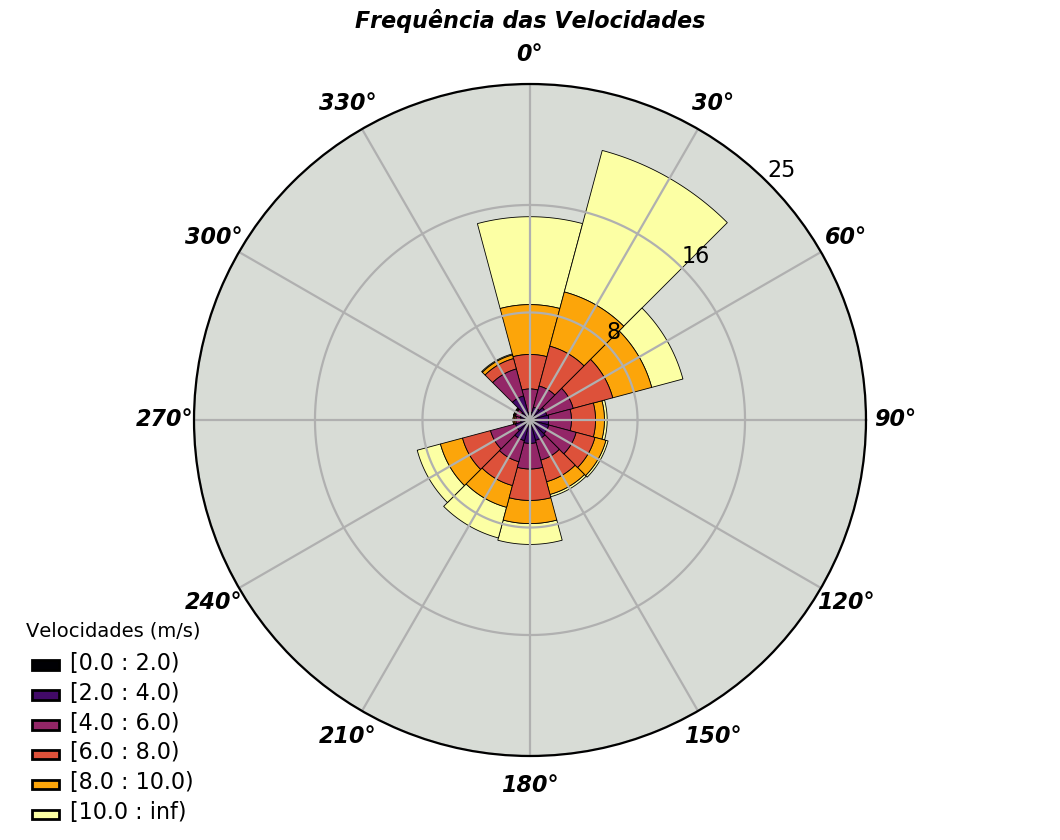 Frequência das Velocidades
0°
330°
30°
25
300°
60°
16
8
270°
90°
240°
120°
Velocidades (m/s)
[0.0 : 2.0)
[2.0 : 4.0)
[4.0 : 6.0)
210°
150°
[6.0 : 8.0)
[8.0 : 10.0)
180°
[10.0 : inf)